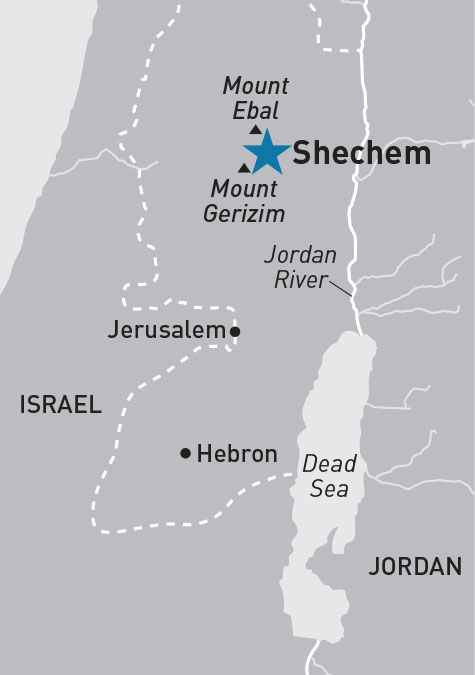 Mount
Ebal
Shechem
Mount
Gerizim
Jordan
River
Jerusalem
ISRAEL
Hebron
Dead
Sea
JORDAN